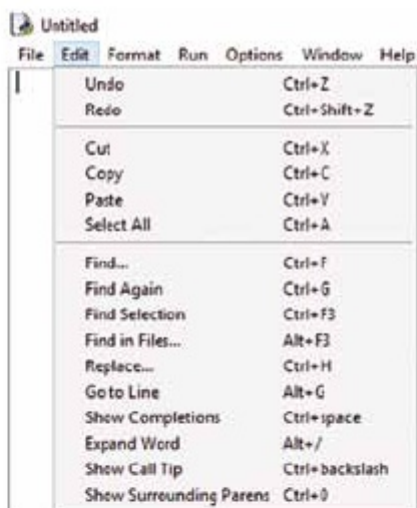 Untitled
File Edit Format Run Options Window Help
Undo Ctrl+Z
Redo Ctrl+Shift+Z
Cut Ctrl+X
Copy Ctrl+C
Paste Ctrl+V
Select All Ctrl+A
Find... Ctrl+F
Find Again Ctrl+G
Find Selection Ctrl+F3
Find in Files... Alt+F3
Replace... Ctrl+H
Go to Line Alt+G
Show Completions Ctrl+space
Expand Word Alt+/
Show Call Tip Ctrl+backslash
Show Surrounding Parens Ctrl+0